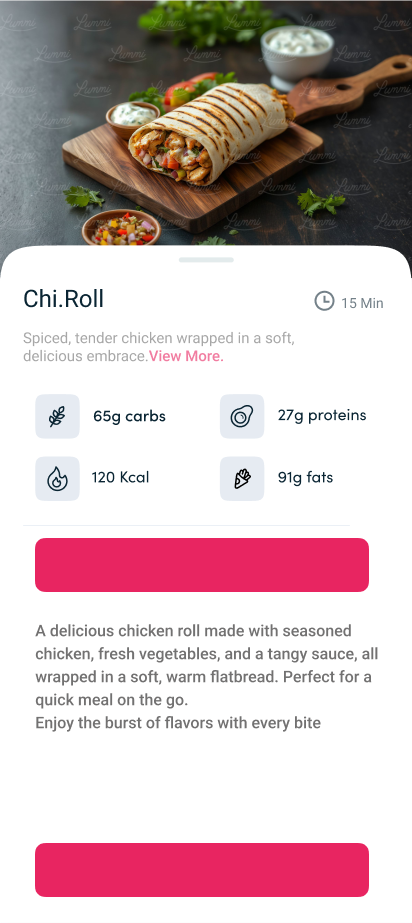 Lummi
Chi.Roll
15 Min
Spiced, tender chicken wrapped in a soft,
delicious embrace.View More.
65g carbs
27g proteins
120 Kcal
91g fats
A delicious chicken roll made with seasoned
chicken, fresh vegetables, and a tangy sauce, all
wrapped in a soft, warm flatbread. Perfect for a
quick meal on the go.
Enjoy the burst of flavors with every bite